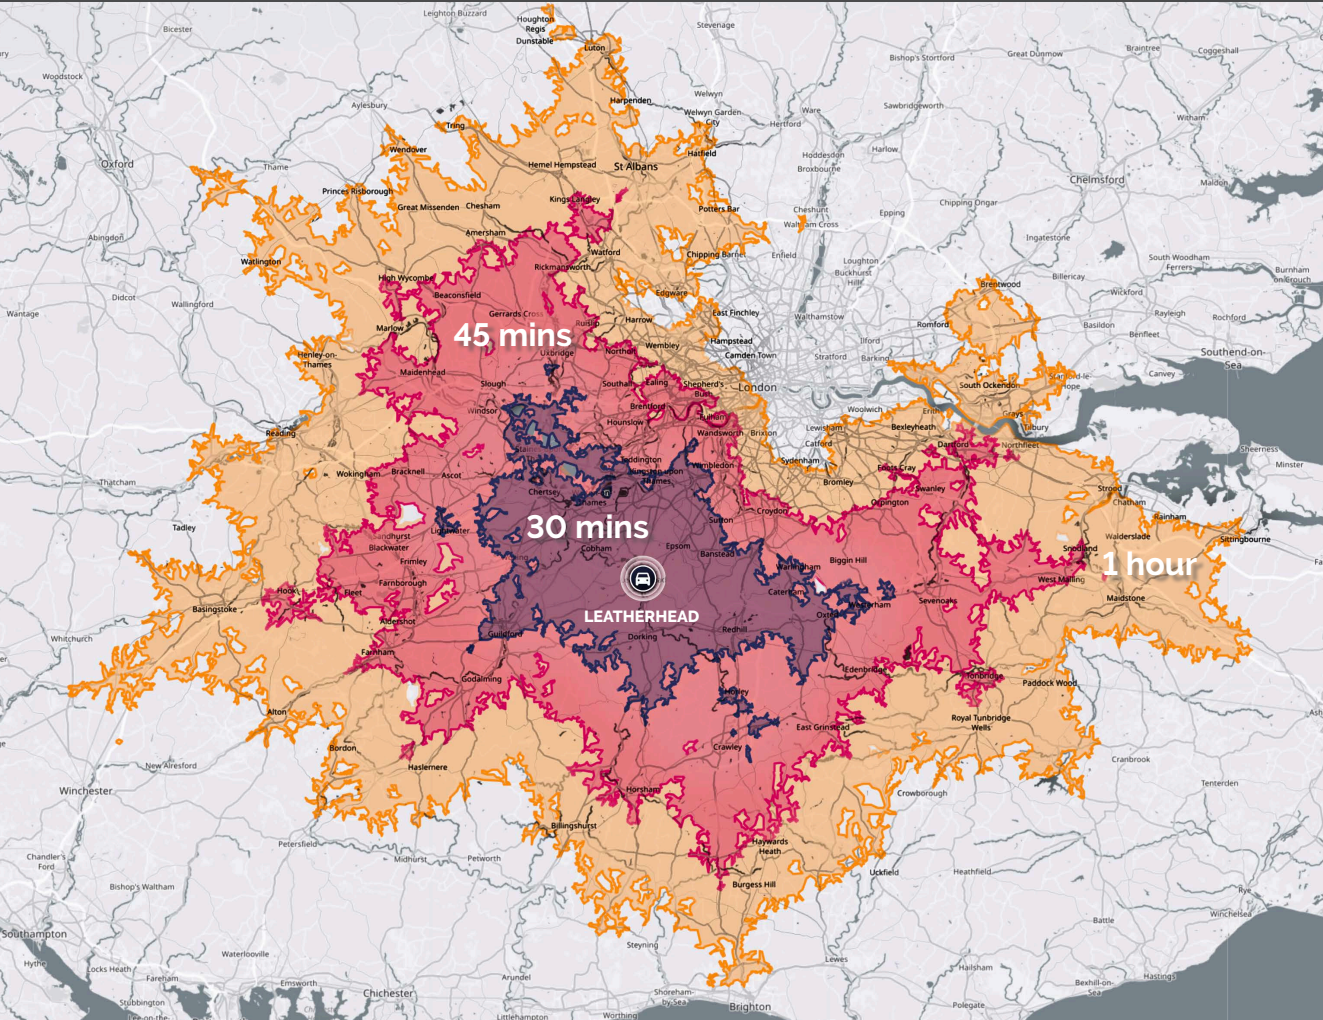 Leighton Buzzard
Houghton
Regis
Dunstable
Stevenage
Bicester
Luton
Bishop's Stortford
Great Dunmow
Braintree
Coggeshall
Woodstock
Aylesbury
Harpenden
Welwyn
Welwyn Garden
City
Ware
Hertford
Sawbridgeworth
Witham
Tring
Wendover
Hatfield
Hoddesdon
Broxbourne
Harlow
Oxford
Thame
Hemel Hempstead
St Albans
Chelmsford
Maldon
Princes Risborough
Great Missenden
Chesham
Kings Langley
Potters Bar
Cheshunt
Epping
Chipping Ongar
Waltham Cross
Abingdon
Amersham
Ingatestone
Watlington
Watford
Chipping Barnet
Enfield
Loughton
Buckhurst
Hill
South Woodham
Ferrers
Burnham
on Crouch
High Wycombe
Rickmansworth
Billericay
Didcot
Wallingford
Beaconsfield
Edgware
Brentwood
Wickford
Rayleigh
Rochford
Wantage
Gerrards Cross
45 mins
Ruislip
Harrow
East Finchley
Walthamstow
Romford
Basildon
Benfleet
Marlow
Uxbridge
Northolt
Wembley
Hampstead
Camden Town
Stratford
Ilford
Barking
Southend-on-
Sea
Henley-on-
Thames
Maidenhead
Slough
Southall
Ealing
Shepherd's
Bush
London
South Ockendon
Stanford-le-
Hope
Canvey
Windsor
Brentford
Fulham
Woolwich
Erith
Grays
Tilbury
Reading
Hounslow
Wandsworth
Brixton
Lewisham
Catford
Bexleyheath
Dartford
Northfleet
Sheerness
Minster
Thatcham
Wokingham
Bracknell
Ascot
Teddington
Kingston upon
Thames
Wimbledon
Sydenham
Foots Cray
Bromley
Swanley
Strood
Chatham
Chertsey
Orpington
Rainham
Tadley
Lightwater
30 mins
Sutton
Croydon
Walderslade
Sittingbourne
Blackwater
Cobham
Epsom
Banstead
Biggin Hill
Snodland
1 hour
Frimley
Warlingham
West Malling
Basingstoke
Hook
Fleet
Farnborough
Caterham
Westerham
Sevenoaks
Maidstone
Aldershot
LEATHERHEAD
Oxted
Whitchurch
Guildford
Dorking
Redhill
Farnham
Godalming
Edenbridge
Tonbridge
Paddock Wood
Alton
Horley
East Grinstead
Royal Tunbridge
Wells
Bordon
Crawley
Cranbrook
New Alresford
Haslemere
Tenterden
Winchester
Horsham
Crowborough
Billingshurst
Petersfield
Haywards
Heath
Chandler's
Ford
Midhurst
Petworth
Uckfield
Heathfield
Bishop's Waltham
Burgess Hill
Rye
Winchelsea
Battle
Southampton
Steyning
Waterlooville
Lewes
Hailsham
Hythe
Locks Heath
Fareham
Emsworth
Arundel
Hastings
Bexhill-on-
Sea
Chichester
Stubbington
Shoreham-
by-Sea
Brighton
Polegate
Littlehampton
Worthing